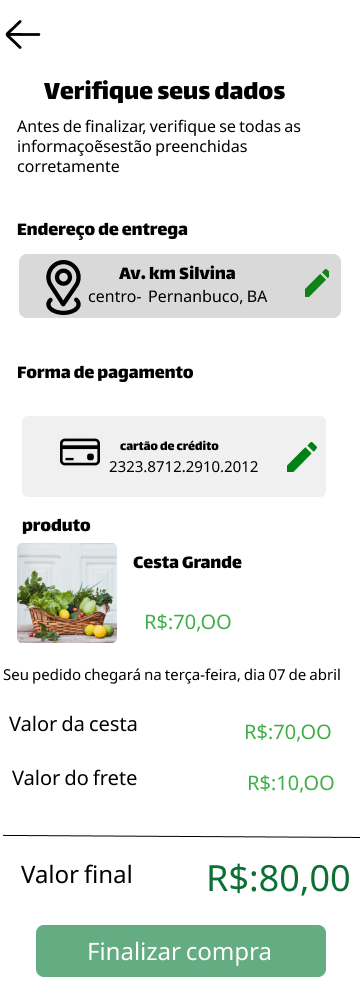 Verifique seus dados
Antes de finalizar, verifique se todas as
informaçoõsestão preenchidas
corretamente
Endereço de entrega
Av. km Silvina
centro- Pernanbuco, BA
Forma de pagamento
cartão de crédito
2323.8712.2910.2012
produto
Cesta Grande
R$:70,OO
Seu pedido chegará na terça-feira, dia 07 de abril
Valor da cesta
R$:70,OO
Valor do frete
R$:10,OO
Valor final
R$:80,00
Finalizar compra